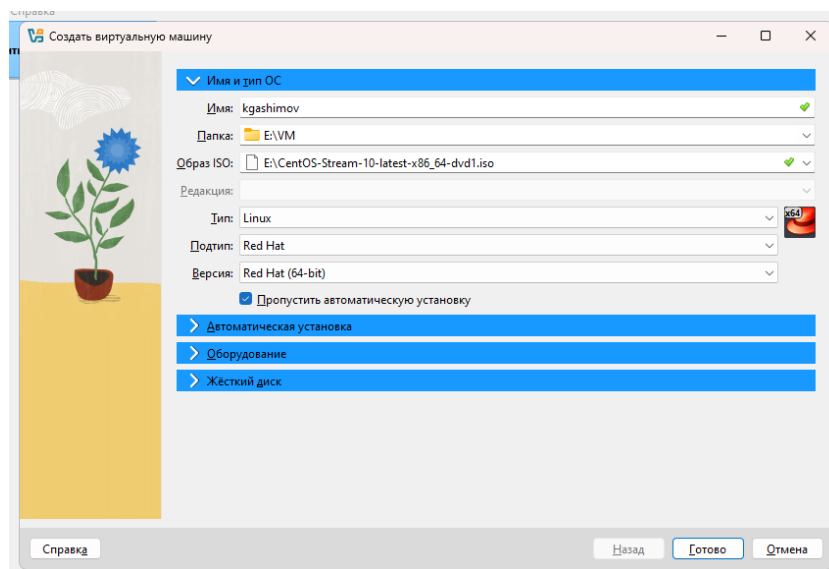 Справка
Создать виртуальную машину
Имя и тип ОС
Имя: kgashimov
Папка: E:\VM
Образ ISO: E:\CentOS-Stream-10-latest-x86_64-dvd1.iso
Редакция:
Тип: Linux
x64
Подтип: Red Hat
Версия: Red Hat (64-bit)
Пропустить автоматическую установку
Автоматическая установка
Оборудование
Жёсткий диск
Справка Назад Готово Отмена